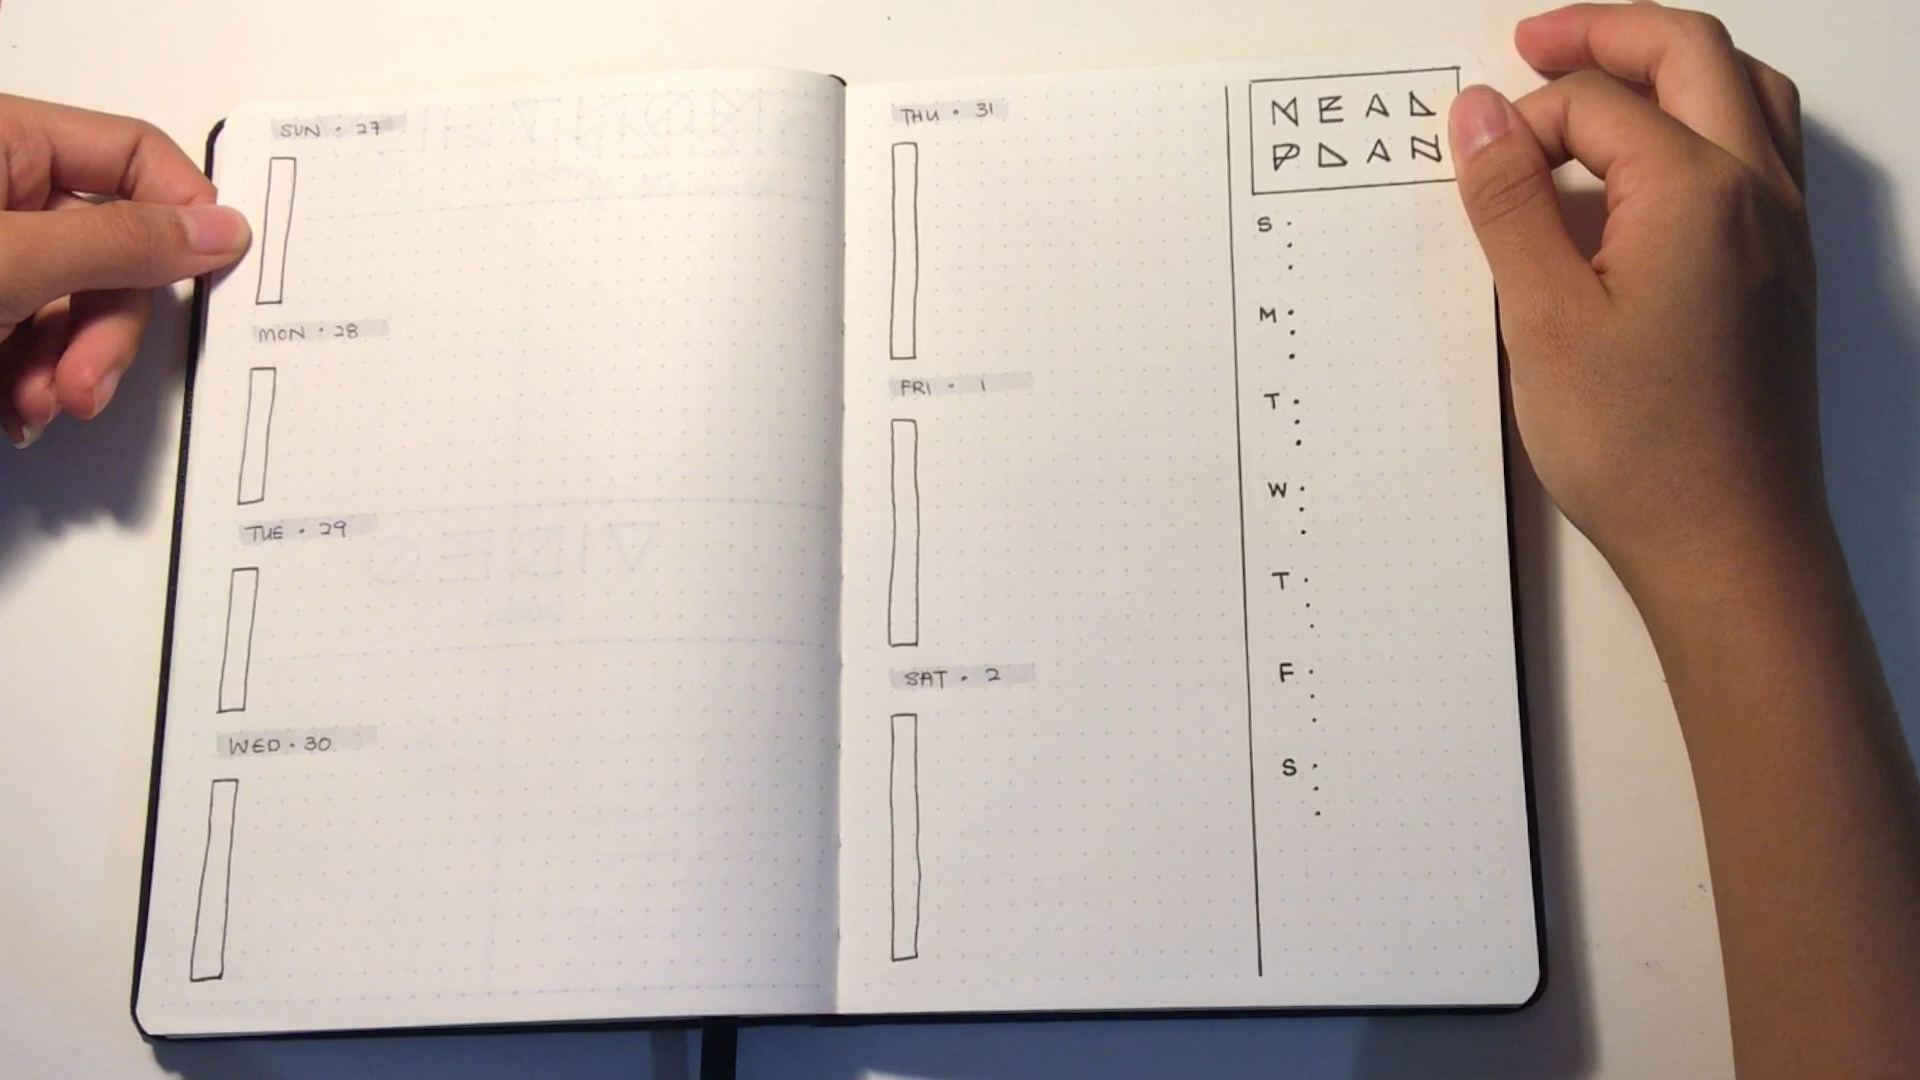 SUN • 27
MON • 28
TUE • 29
WED • 30
THU • 31
FRI • 1
SAT • 2
MEAL
PLAN
S
M
T
W
T
F
S